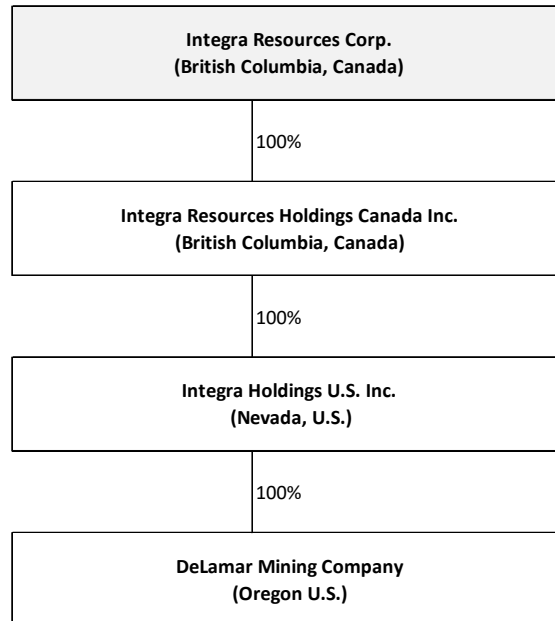 Integra Resources Corp.
(British Columbia, Canada)
100%
Integra Resources Holdings Canada Inc.
(British Columbia, Canada)
100%
Integra Holdings U.S. Inc.
(Nevada, U.S.)
100%
DeLamar Mining Company
(Oregon U.S.)